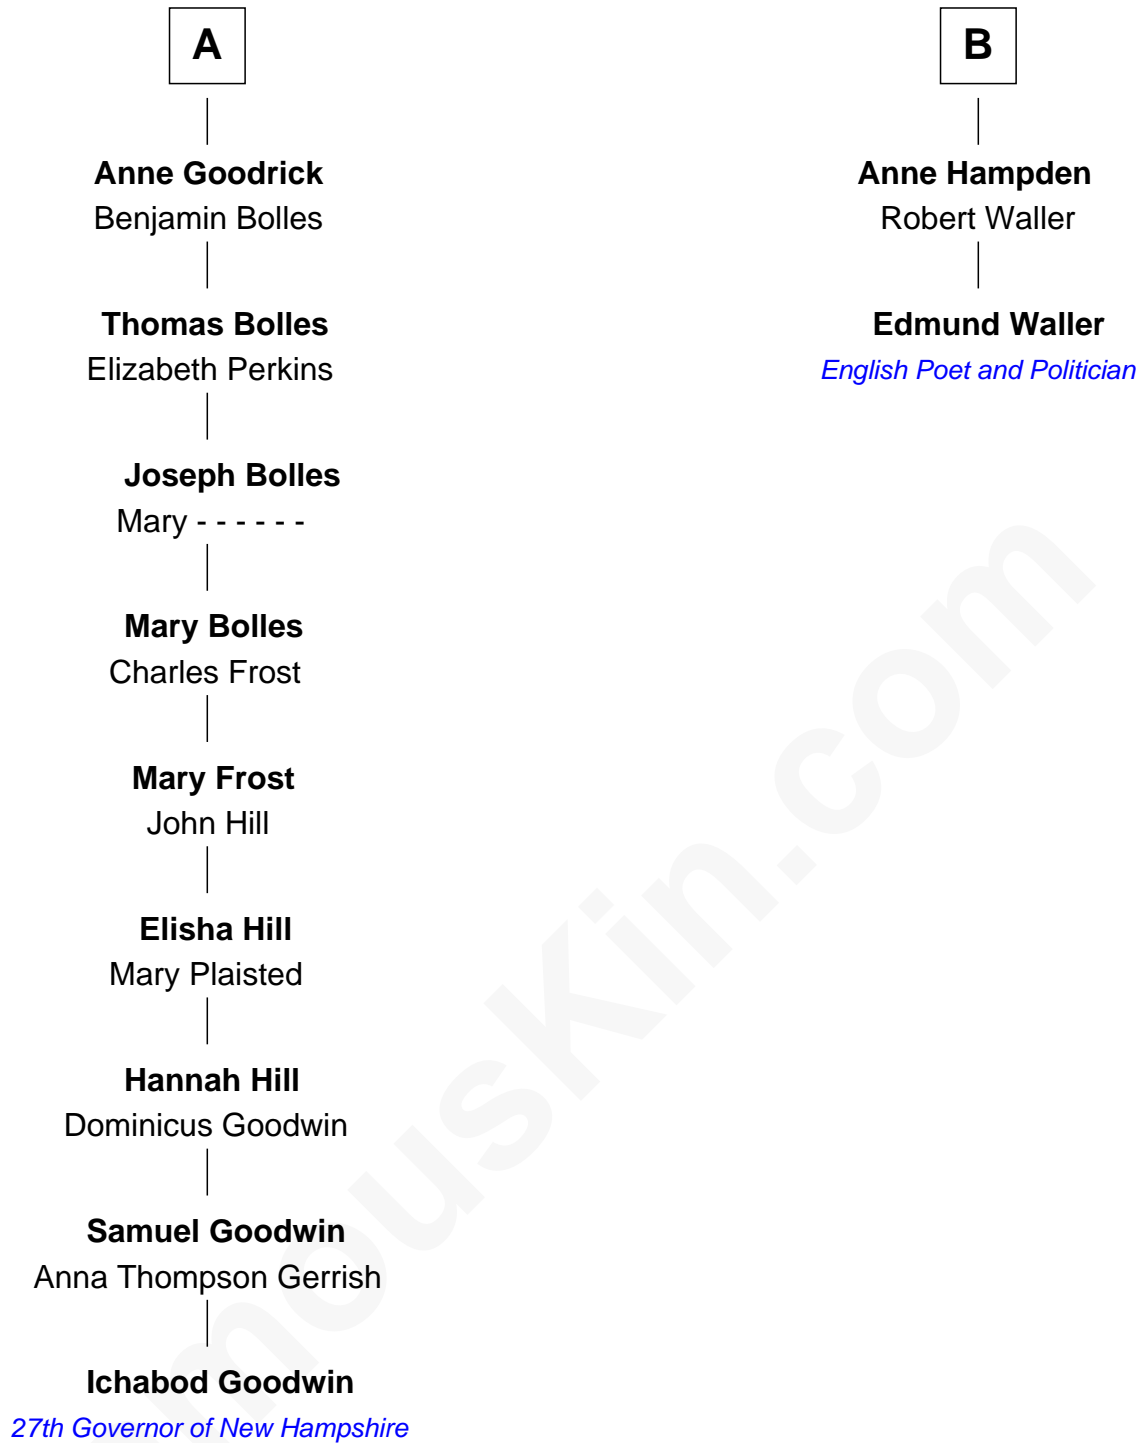 A
Anne Goodrick
Benjamin Bolles
Thomas Bolles
Elizabeth Perkins
Joseph Bolles
Mary - - - - - -
Mary Bolles
Charles Frost
Mary Frost
John Hill
Elisha Hill
Mary Plaisted
Hannah Hill
Dominicus Goodwin
Samuel Goodwin
Anna Thompson Gerrish
Ichabod Goodwin
27th Governor of New Hampshire
B
Anne Hampden
Robert Waller
Edmund Waller
English Poet and Politician
mousKin.com